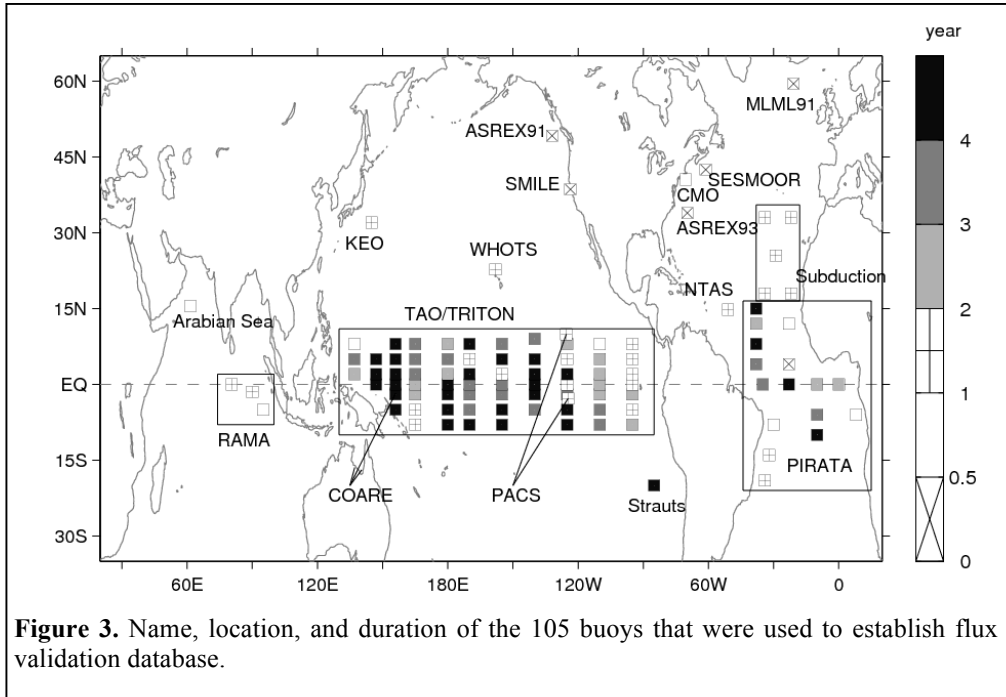 year
60N
MLML91
ASREX91
4
45N
SMILE
SESMOOR
CMO
3
30N
KEO
ASREX93
WHOTS
NTAS
Subduction
15N
Arabian Sea
TAO/TRITON
2
EQ
1
RAMA
15S
COARE
PACS
Strauts
PIRATA
0.5
30S
0
60E
120E
180E
120W
60W
0
Figure 3. Name, location, and duration of the 105 buoys that were used to establish flux
validation database.